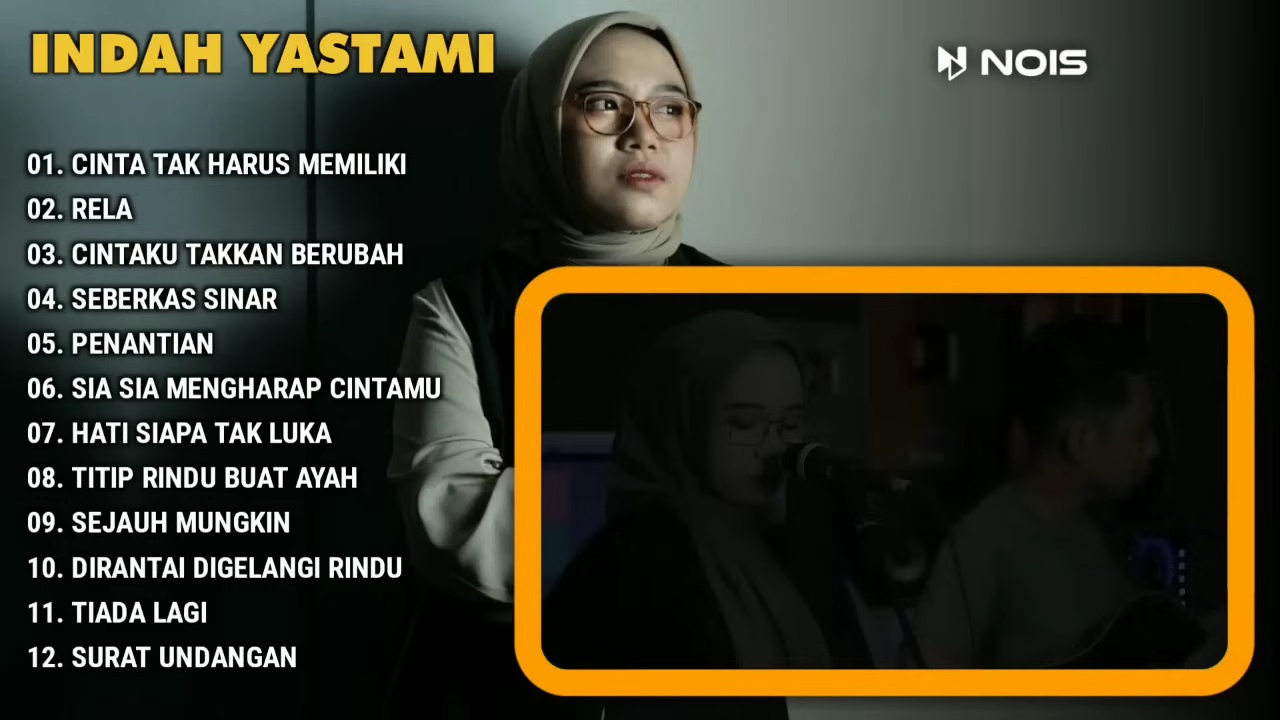 INDAH YASTAMI
NOIS
01. CINTA TAK HARUS MEMILIKI
02. RELA
03. CINTAKU TAKKAN BERUBAH
04. SEBERKAS SINAR
05. PENANTIAN
06. SIA SIA MENGHARAP CINTAMU
07. HATI SIAPA TAK LUKA
08. TITIP RINDU BUAT AYAH
09. SEJAUH MUNGKIN
10. DIRANTAI DIGELANGI RINDU
11. TIADA LAGI
12. SURAT UNDANGAN